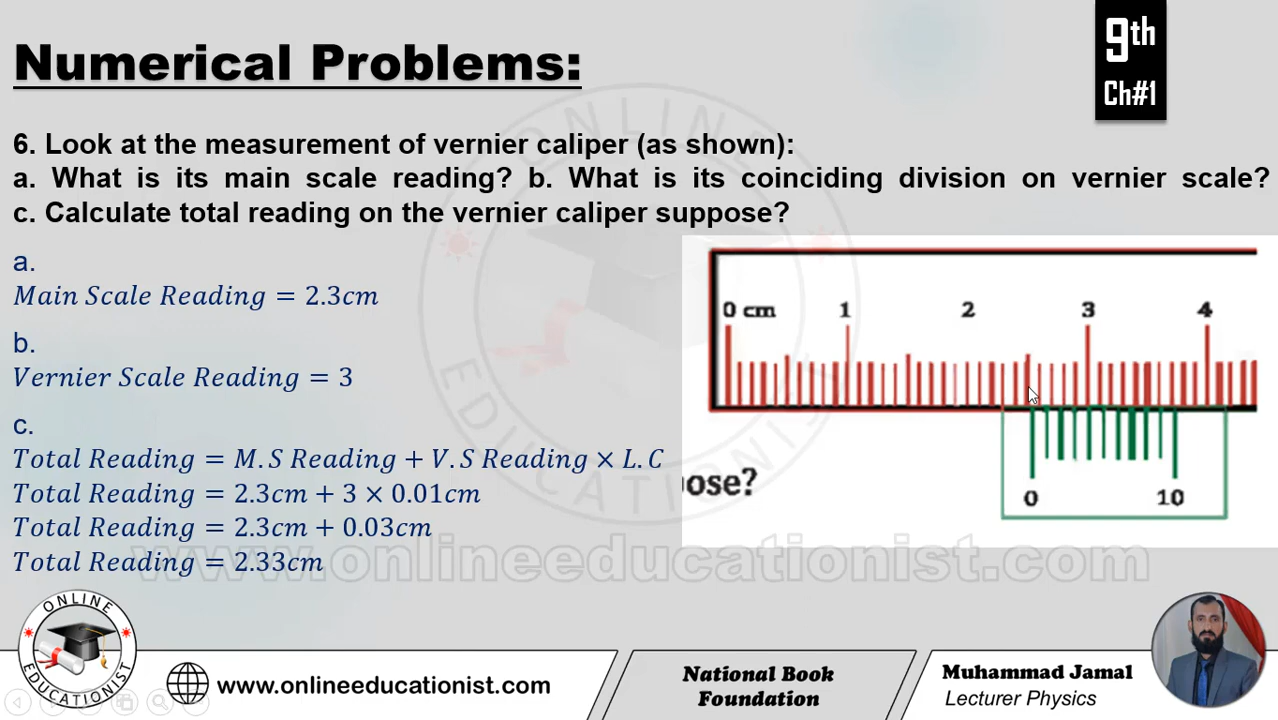 Numerical Problems:
9th
Ch#1
6. Look at the measurement of vernier caliper (as shown):
a. What is its main scale reading? b. What is its coinciding division on vernier scale?
c. Calculate total reading on the vernier caliper suppose?
a.
Main Scale Reading = 2.3cm
b.
Vernier Scale Reading = 3
c.
Total Reading = M.S Reading + V.S Reading × L.C
Total Reading = 2.3cm + 3 × 0.01cm
Total Reading = 2.3cm + 0.03cm
Total Reading = 2.33cm
0 cm 1 2 3 4
ose?
0 10
ONLINE
EDUCATIONIST
www.onlineeducationist.com
ONLINE
EDUCATIONIST
www.onlineeducationist.com
National Book
Foundation
Muhammad Jamal
Lecturer Physics